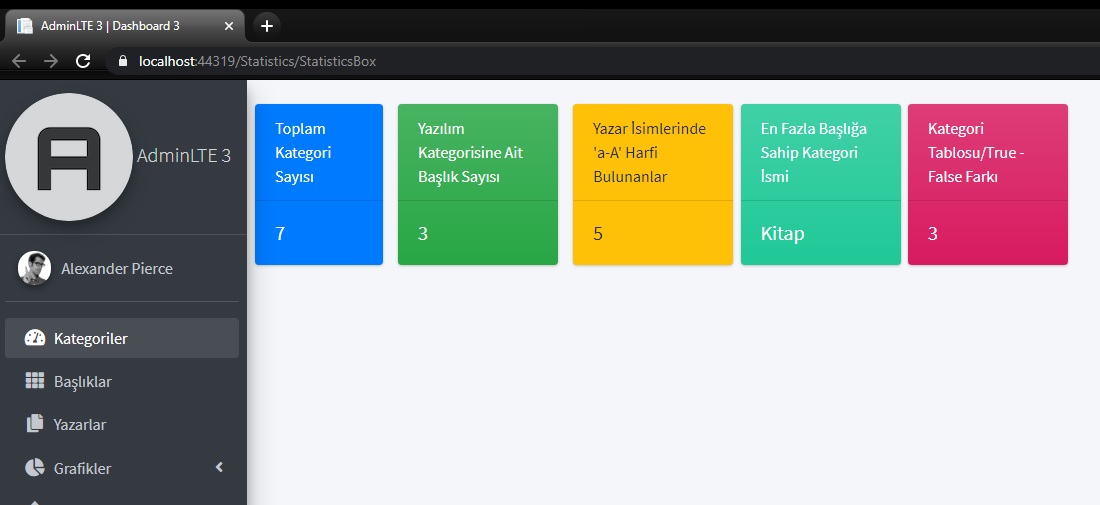 AdminLTE 3 | Dashboard 3
localhost:44319/Statistics/StatisticsBox
AdminLTE 3
Alexander Pierce
Kategoriler
Başlıklar
Yazarlar
Grafikler
Toplam
Kategori
Sayısı
7
Yazılım
Kategorisine Ait
Başlık Sayısı
3
Yazar İsimlerinde
'a-A' Harfi
Bulunanlar
5
En Fazla Başlığa
Sahip Kategori
İsmi
Kitap
Kategori
Tablosu/True -
False Farkı
3